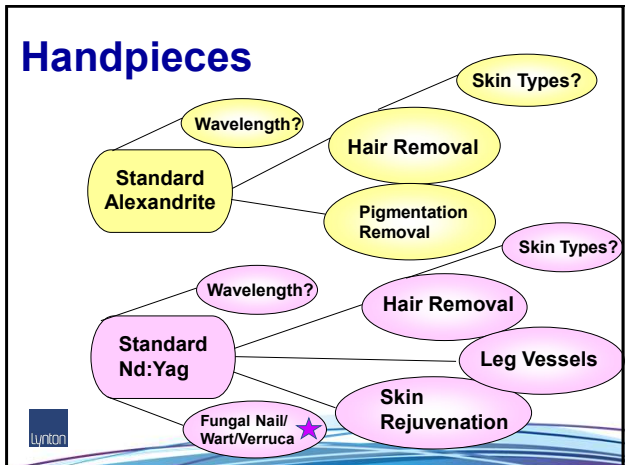 Handpieces
Skin Types?
Wavelength?
Hair Removal
Standard
Alexandrite
Pigmentation
Removal
Skin Types?
Wavelength?
Hair Removal
Standard
Nd:Yag
Leg Vessels
Skin
Rejuvenation
Fungal Nail/
Wart/Verruca
Lynton